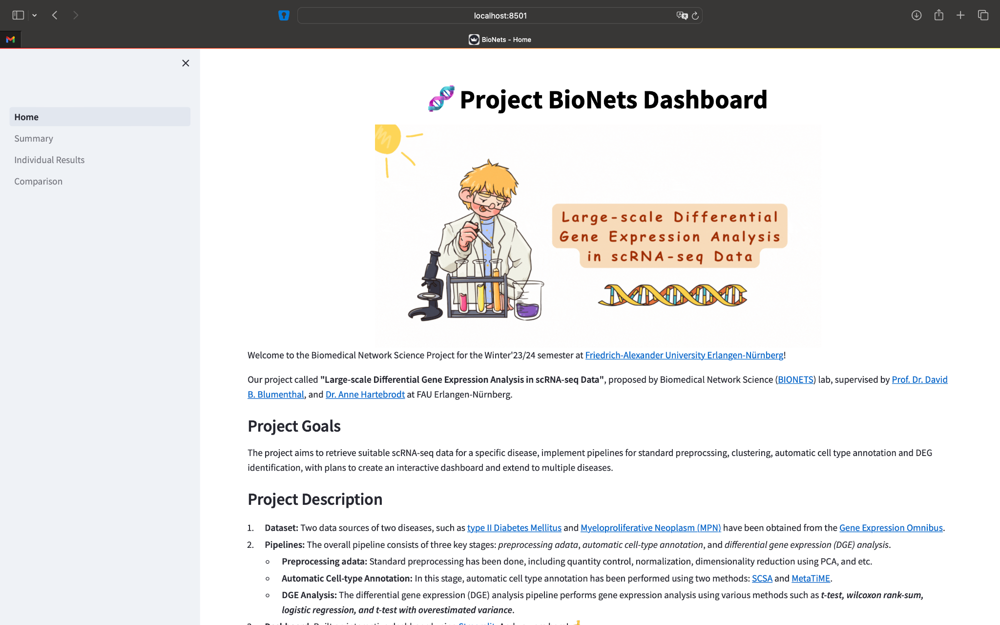 localhost:8501
BioNets - Home
Home
Summary
Individual Results
Comparison
🧬 Project BioNets Dashboard
Large-scale Differential
Gene Expression Analysis
in scRNA-seq Data
Welcome to the Biomedical Network Science Project for the Winter'23/24 semester at Friedrich-Alexander University Erlangen-Nürnberg!
Our project called "Large-scale Differential Gene Expression Analysis in scRNA-seq Data", proposed by Biomedical Network Science (BIONETS) lab, supervised by Prof. Dr. David
B. Blumenthal, and Dr. Anne Hartebrodt at FAU Erlangen-Nürnberg.
Project Goals
The project aims to retrieve suitable scRNA-seq data for a specific disease, implement pipelines for standard preprocssing, clustering, automatic cell type annotation and DEG
identification, with plans to create an interactive dashboard and extend to multiple diseases.
Project Description
1. Dataset: Two data sources of two diseases, such as type II Diabetes Mellitus and Myeloproliferative Neoplasm (MPN) have been obtained from the Gene Expression Omnibus.
2. Pipelines: The overall pipeline consists of three key stages: preprocessing adata, automatic cell-type annotation, and differential gene expression (DGE) analysis.
Preprocessing adata: Standard preprocessing has been done, including quantity control, normalization, dimensionality reduction using PCA, and etc.
Automatic Cell-type Annotation: In this stage, automatic cell type annotation has been performed using two methods: SCSA and MetaTiME.
DGE Analysis: The differential gene expression (DGE) analysis pipeline performs gene expression analysis using various methods such as t-test, wilcoxon rank-sum,
logistic regression, and t-test with overestimated variance.
3. Dashboard: Built an interactive dashboard using Streamlit. And you are here!